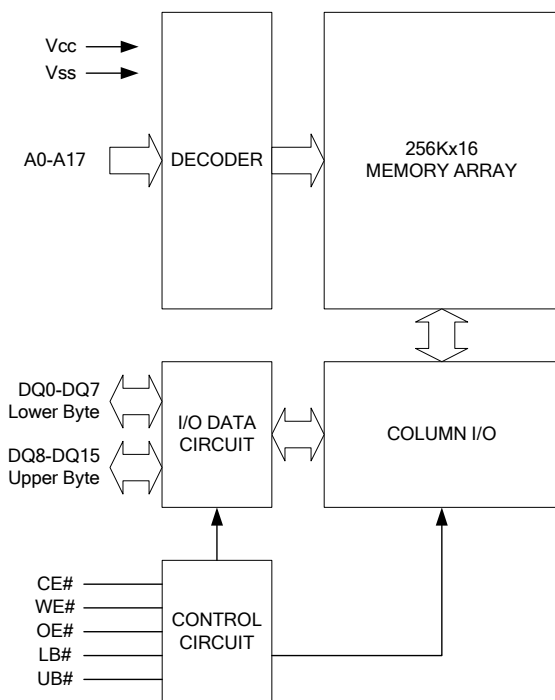 Vcc
Vss
A0-A17
DECODER
256Kx16
MEMORY ARRAY
DQ0-DQ7
Lower Byte
DQ8-DQ15
Upper Byte
I/O DATA
CIRCUIT
COLUMN I/O
CE#
WE#
OE#
LB#
UB#
CONTROL
CIRCUIT